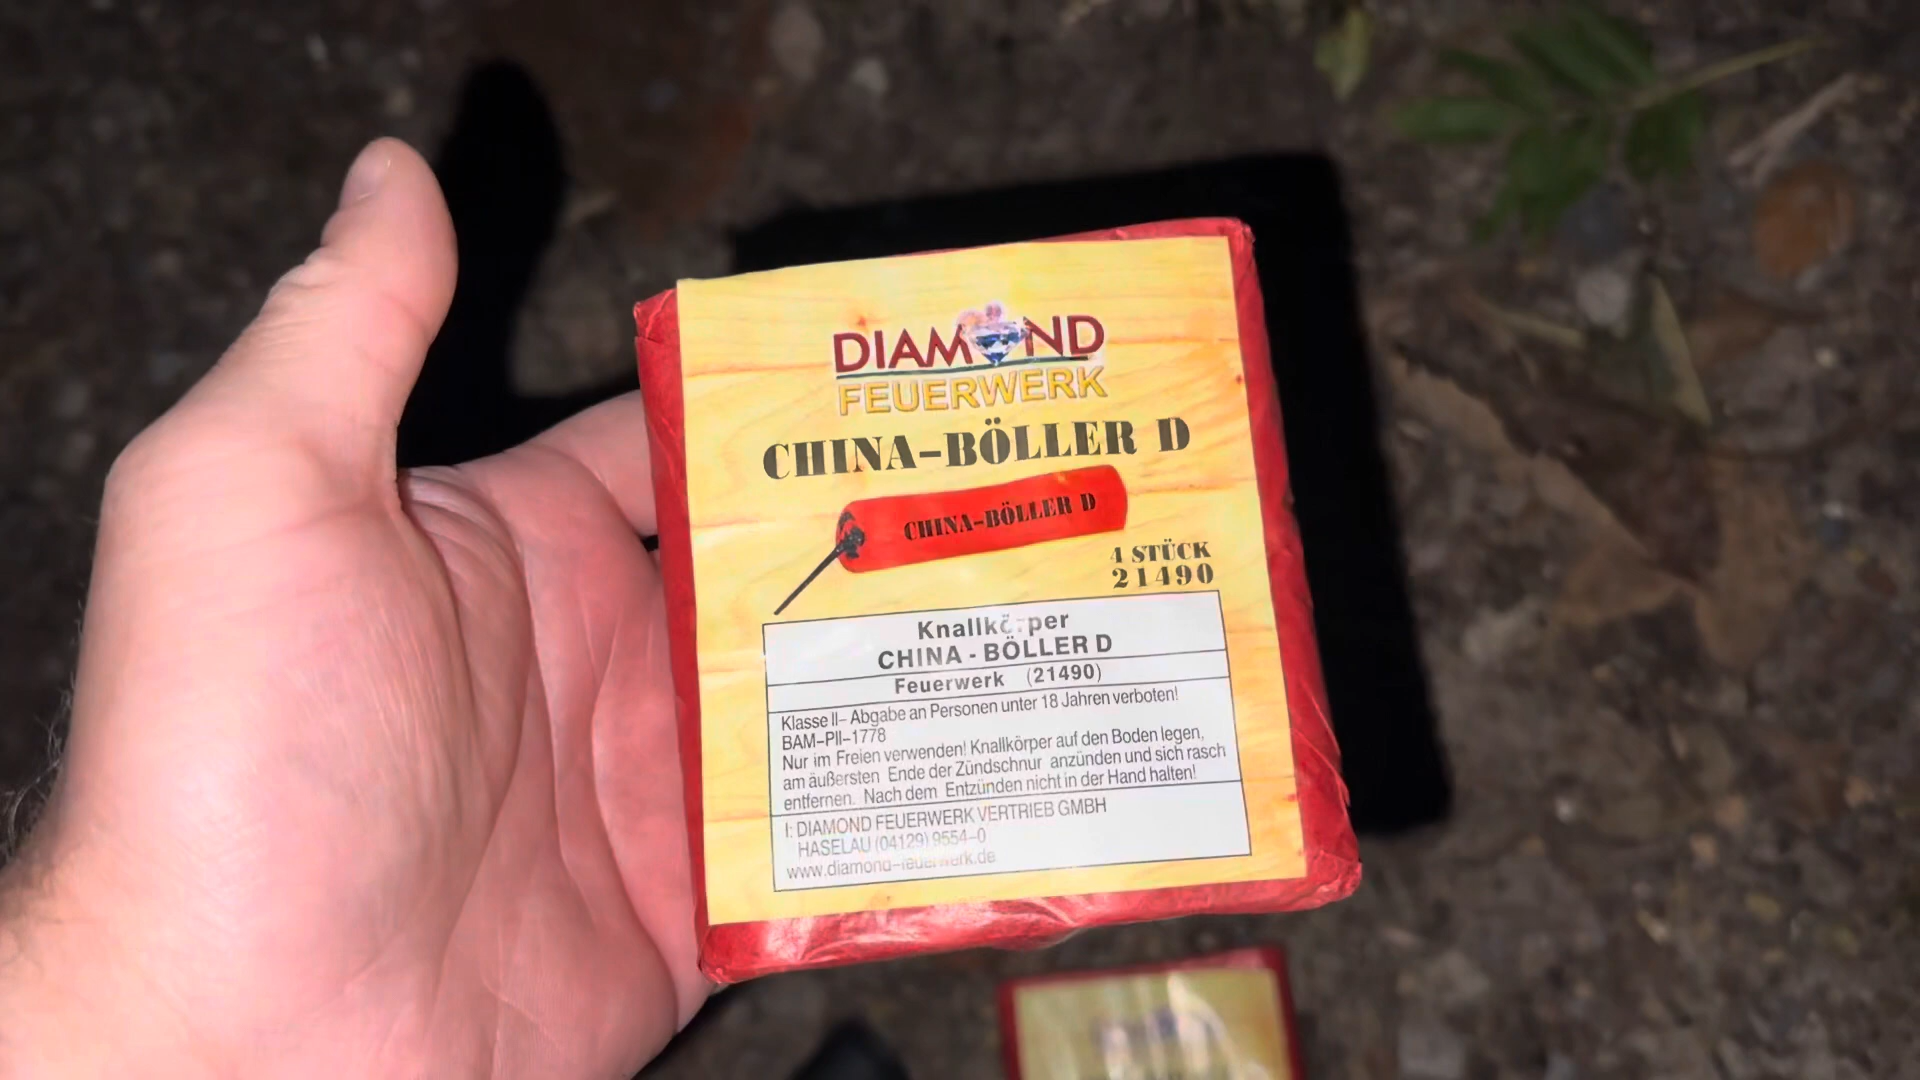 DIAMOND
FEUERWERK
CHINA-BÖLLER D
CHINA-BÖLLER D
4 STÜCK
21490
Knallkörper
CHINA - BÖLLER D
Feuerwerk (21490)
Klasse II- Abgabe an Personen unter 18 Jahren verboten!
BAM-PII-1778
Nur im Freien verwenden! Knallkörper auf den Boden legen,
am äußersten Ende der Zündschnur anzünden und sich rasch
entfernen. Nach dem Entzünden nicht in der Hand halten!
I: DIAMOND FEUERWERK VERTRIEB GMBH
HASELAU (04129) 9554-0
www.diamond-feuerwerk.de